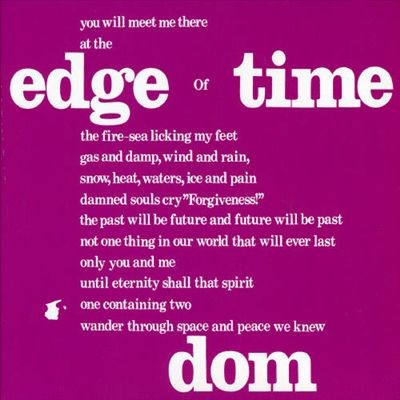 you will meet me there
at the
edge Of time
the fire-sea licking my feet
gas and damp, wind and rain,
snow, heat, waters, ice and pain
damned souls cry "Forgiveness!"
the past will be future and future will be past
not one thing in our world that will ever last
only you and me
until eternity shall that spirit
one containing two
wander through space and peace we knew
dom